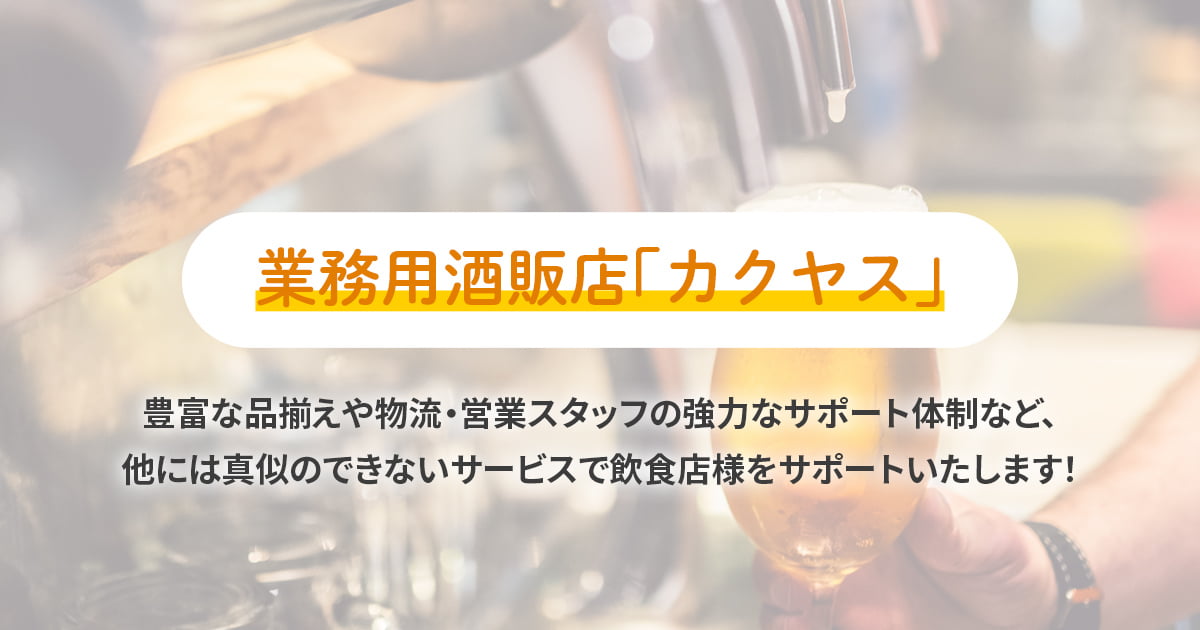 業務用酒販店「カクヤス」
豊富な品揃えや物流・営業スタッフの強力なサポート体制など、
他には真似のできないサービスで飲食店様をサポートいたします!